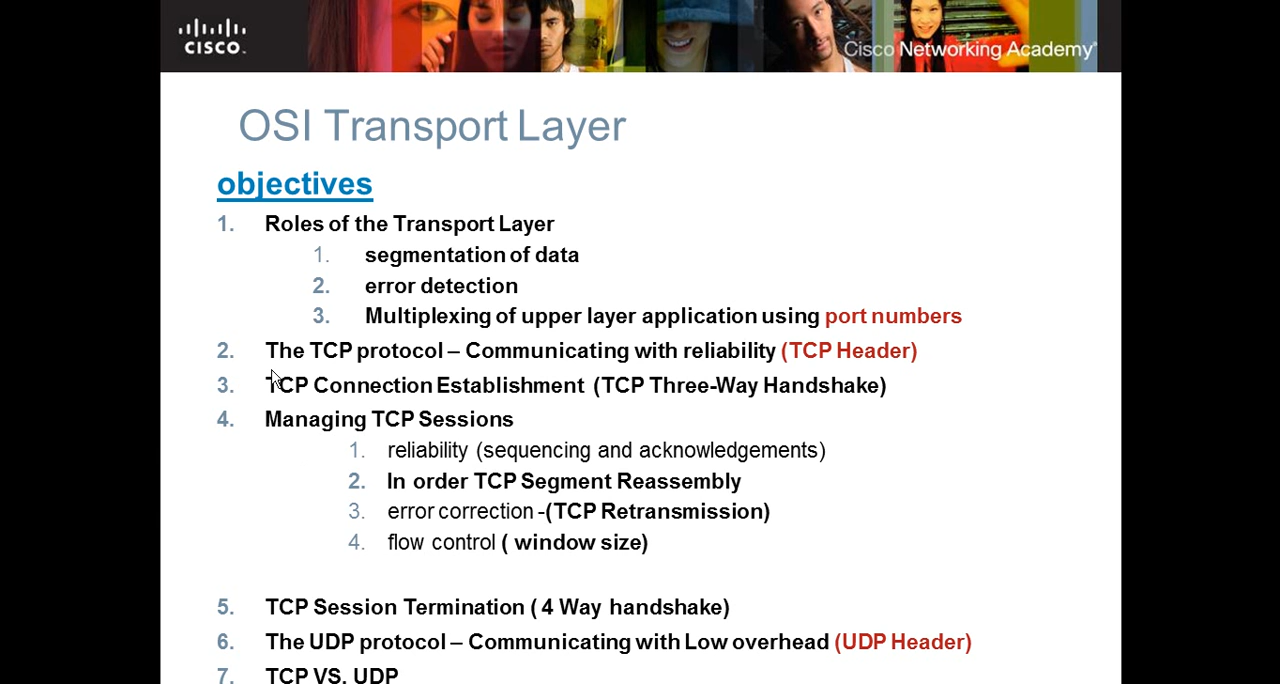 CISCO
Cisco Networking Academy
OSI Transport Layer
objectives
1. Roles of the Transport Layer
1. segmentation of data
2. error detection
3. Multiplexing of upper layer application using port numbers
2. The TCP protocol – Communicating with reliability (TCP Header)
3. TCP Connection Establishment (TCP Three-Way Handshake)
4. Managing TCP Sessions
1. reliability (sequencing and acknowledgements)
2. In order TCP Segment Reassembly
3. error correction -(TCP Retransmission)
4. flow control ( window size)
5. TCP Session Termination ( 4 Way handshake)
6. The UDP protocol – Communicating with Low overhead (UDP Header)
7. TCP VS. UDP